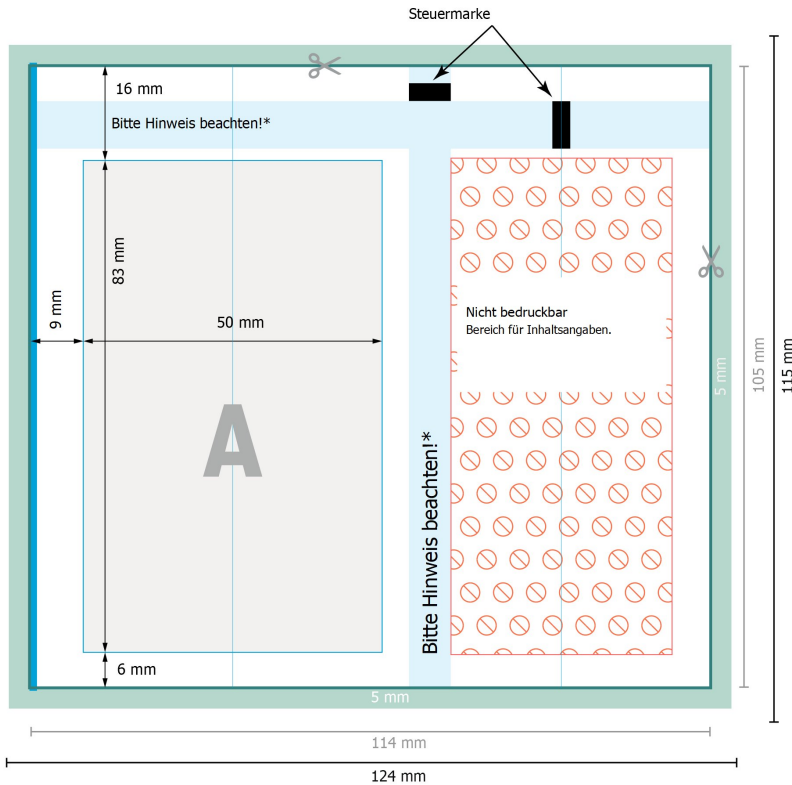 Steuermarke
16 mm
Bitte Hinweis beachten!*
83 mm
9 mm
50 mm
Nicht bedruckbar
Bereich für Inhaltsangaben.
A
Bitte Hinweis beachten!*
5 mm
105 mm
115 mm
6 mm
5 mm
114 mm
124 mm